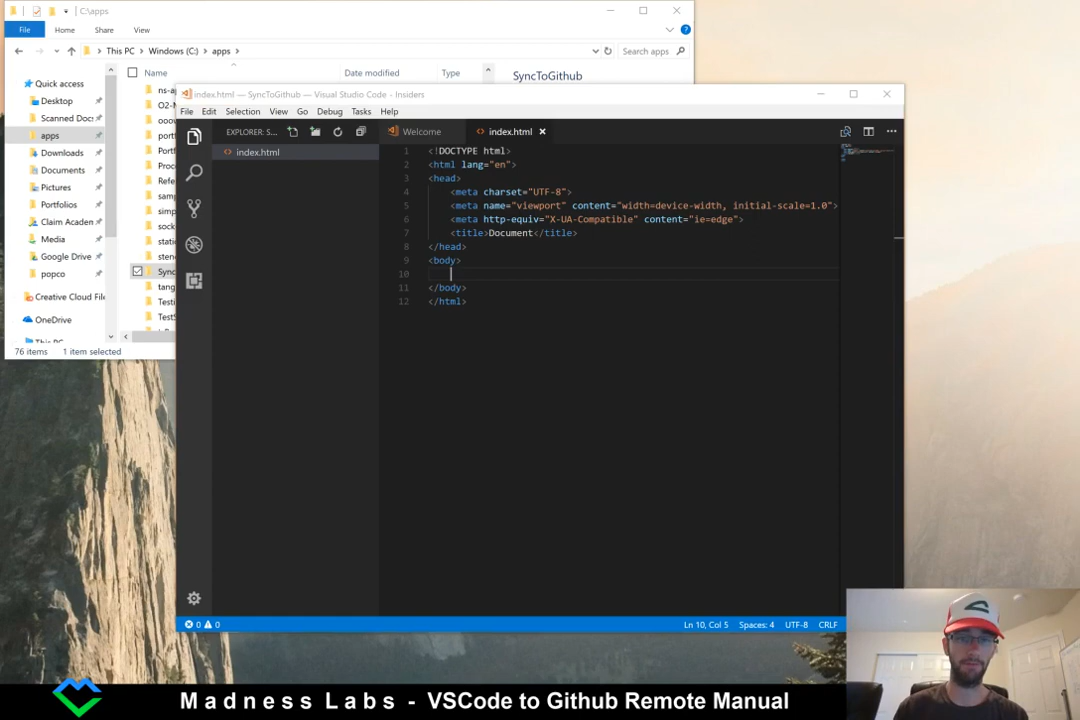 C:\apps
File Home Share View
This PC > Windows (C:) > apps >
Search apps
Quick access
Desktop
Scanned Doc:
apps
Downloads
Documents
Pictures
Portfolios
Claim Academ
Media
Google Drive
popco
Creative Cloud File
OneDrive
Name Date modified Type
SyncToGithub
76 items 1 item selected
index.html — SyncToGithub — Visual Studio Code - Insiders
File Edit Selection View Go Debug Tasks Help
EXPLORER: S...
index.html
Welcome index.html
1 <!DOCTYPE html>
2 <html lang="en">
3 <head>
4 <meta charset="UTF-8">
5 <meta name="viewport" content="width=device-width, initial-scale=1.0">
6 <meta http-equiv="X-UA-Compatible" content="ie=edge">
7 <title>Document</title>
8 </head>
9 <body>
10
11 </body>
12 </html>
0 0
Ln 10, Col 5 Spaces: 4 UTF-8 CRLF
Madness Labs - VSCode to Github Remote Manual